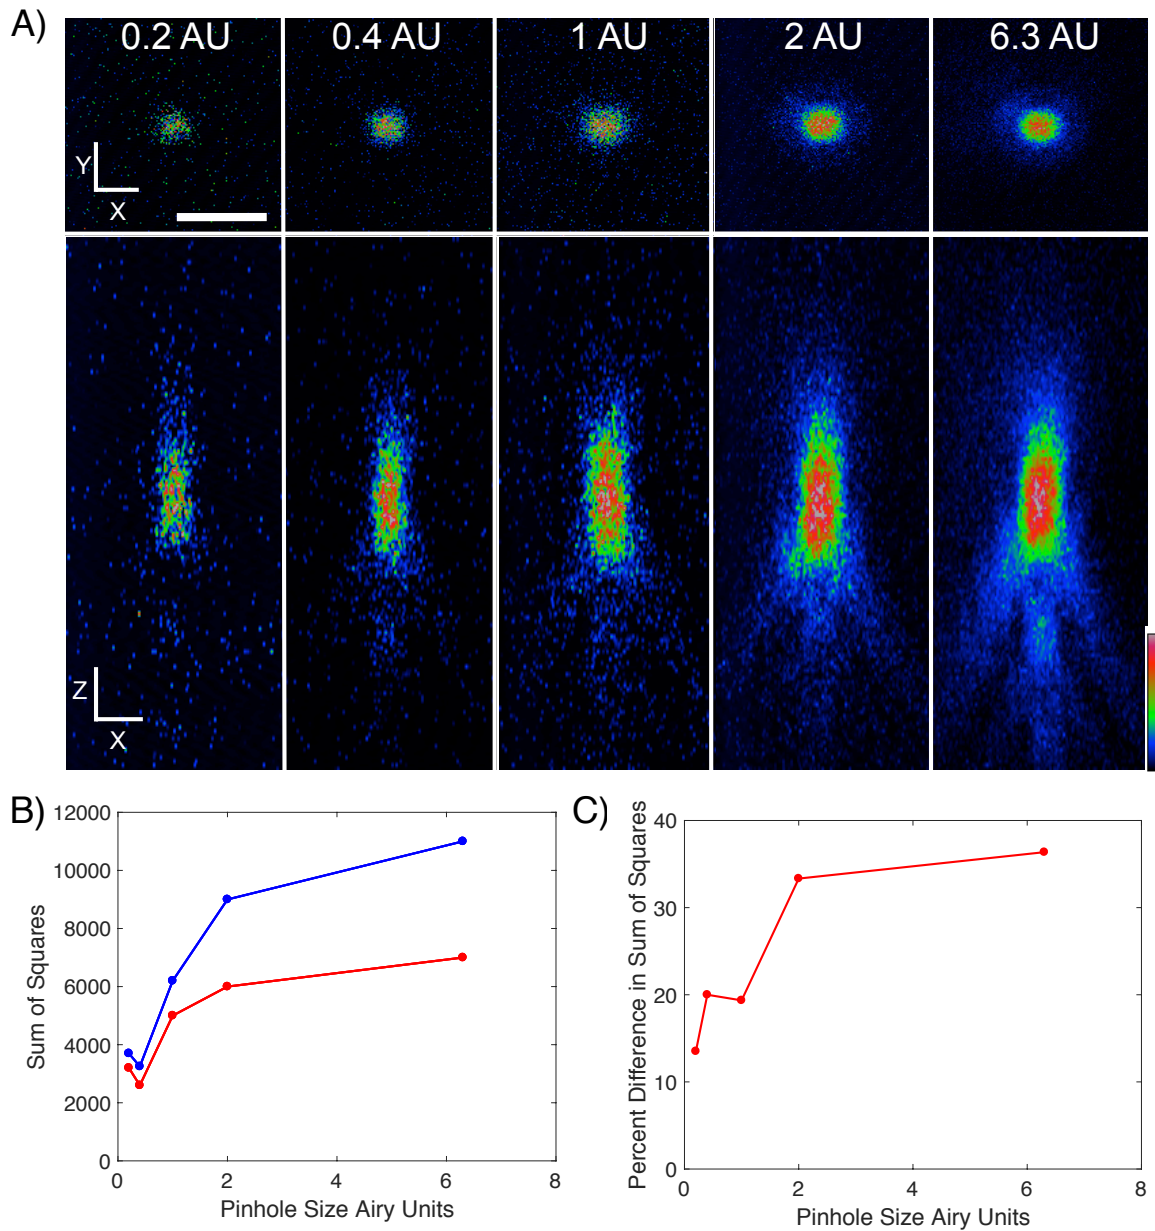 A)
0.2 AU
0.4 AU
1 AU
2 AU
6.3 AU
Y
X
Z
X
B)
12000
10000
8000
6000
4000
2000
0
Sum of Squares
0 2 4 6 8
Pinhole Size Airy Units
C)
40
30
20
10
0
Percent Difference in Sum of Squares
0 2 4 6 8
Pinhole Size Airy Units